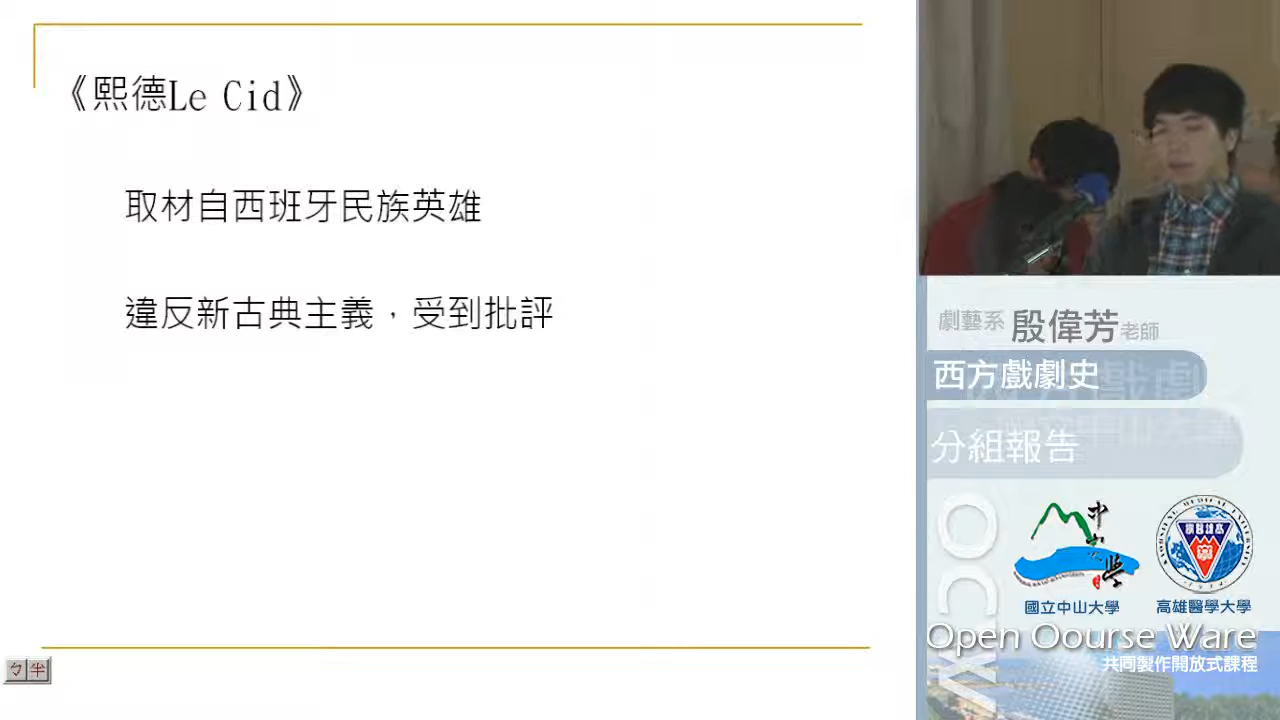 《熙德Le Cid》
取材自西班牙民族英雄
違反新古典主義，受到批評
ㄅ半
劇藝系 殷偉芳老師
西方戲劇史
分組報告
OCW
國立中山大學
高雄醫學大學
Open Oourse Ware
共同製作開放式課程